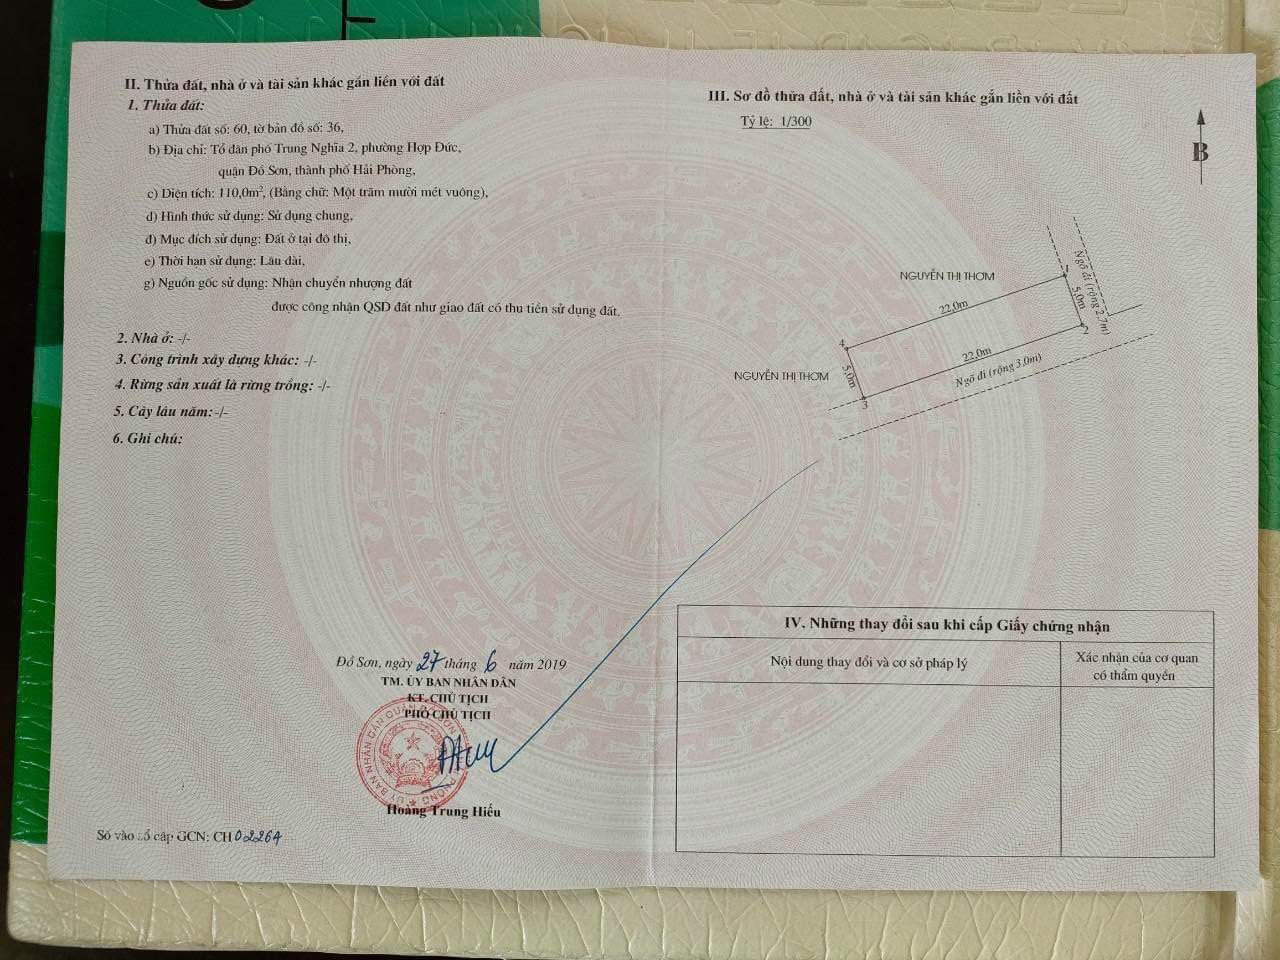 II. Thửa đất, nhà ở và tài sản khác gắn liền với đất
1. Thửa đất:
a) Thửa đất số: 60, tờ bản đồ số: 36,
b) Địa chỉ: Tổ dân phố Trung Nghĩa 2, phường Hợp Đức,
quận Đồ Sơn, thành phố Hải Phòng,
c) Diện tích: 110,0m², (Bằng chữ: Một trăm mười mét vuông),
d) Hình thức sử dụng: Sử dụng chung,
đ) Mục đích sử dụng: Đất ở tại đô thị,
e) Thời hạn sử dụng: Lâu dài,
g) Nguồn gốc sử dụng: Nhận chuyển nhượng đất
được công nhận QSD đất như giao đất có thu tiền sử dụng đất.
2. Nhà ở: -/-
3. Công trình xây dựng khác: -/-
4. Rừng sản xuất là rừng trồng: -/-
5. Cây lâu năm:-/-
6. Ghi chú:
Đồ Sơn, ngày 27 tháng 6 năm 2019
TM. ỦY BAN NHÂN DÂN
KT. CHỦ TỊCH
PHÓ CHỦ TỊCH
Hoàng Trung Hiếu
Số vào sổ cấp GCN: CH02264
III. Sơ đồ thửa đất, nhà ở và tài sản khác gắn liền với đất
Tỷ lệ: 1/300
B
NGUYỄN THỊ THƠM
22,0m
1
5,0m
Ngõ đi (rộng 2,7m)
2
4
NGUYỄN THỊ THƠM
5,0m
22,0m
3
Ngõ đi (rộng 3,0m)
IV. Những thay đổi sau khi cấp Giấy chứng nhận
Nội dung thay đổi và cơ sở pháp lý
Xác nhận của cơ quan
có thẩm quyền